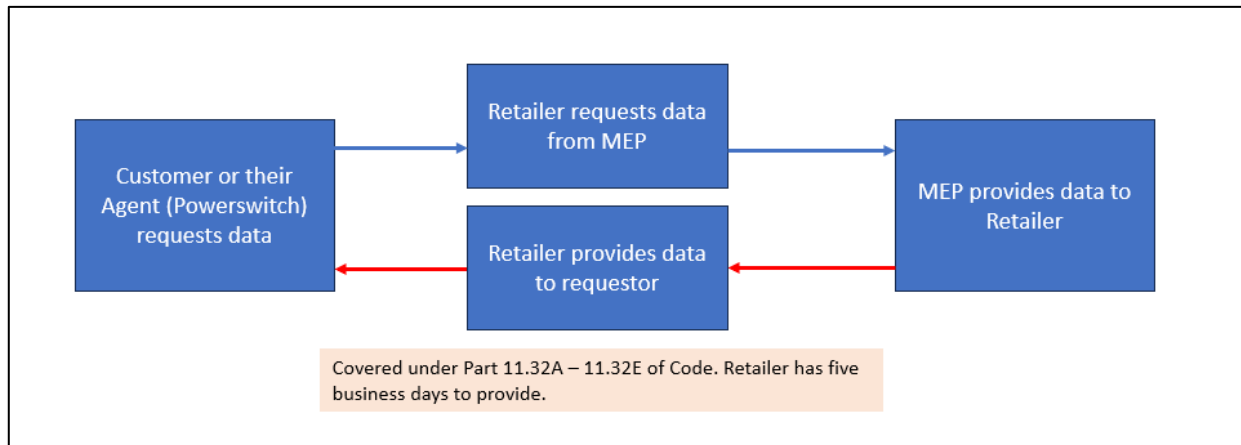 Customer or their
Agent (Powerswitch)
requests data
Retailer requests data
from MEP
MEP provides data to
Retailer
Retailer provides data
to requestor
Covered under Part 11.32A – 11.32E of Code. Retailer has five
business days to provide.